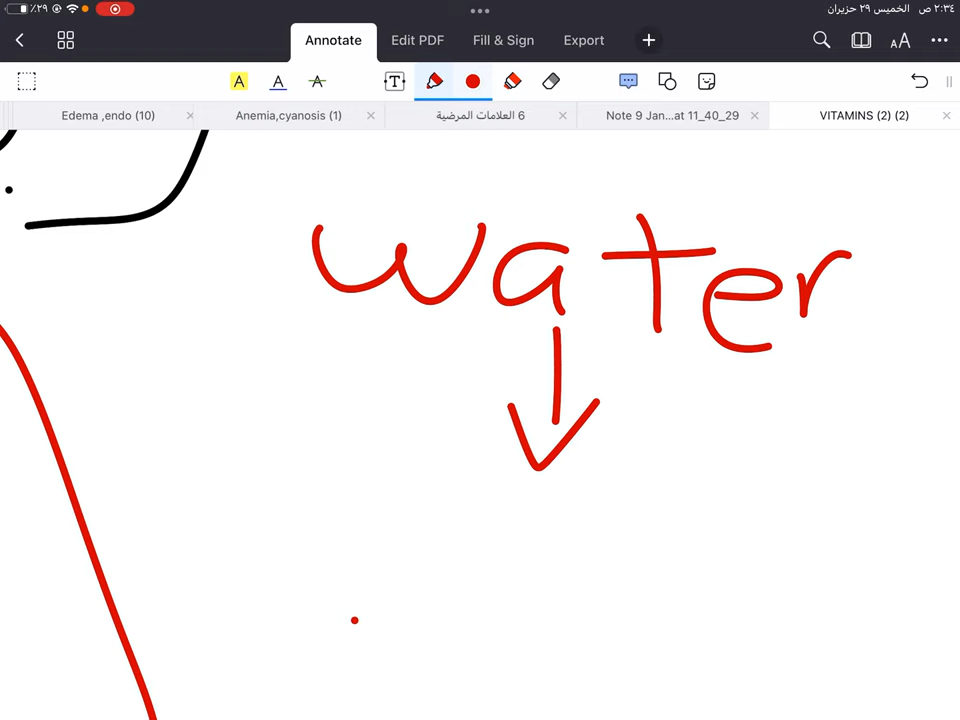 ٪٢٩ ٢:٣٤ ص الخميس ٢٩ حزيران
Annotate Edit PDF Fill & Sign Export
A A A T AA
Edema ,endo (10) Anemia,cyanosis (1) 6 العلامات المرضية Note 9 Jan...at 11_40_29 VITAMINS (2) (2)
water